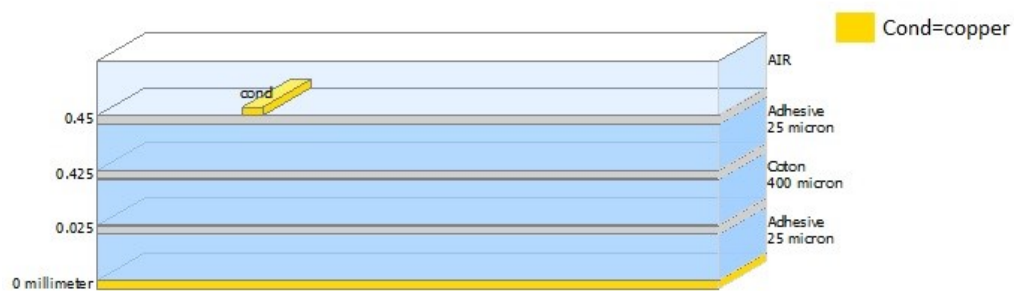 Cond=copper
AIR
cond
0.45
Adhesive
25 micron
0.425
Coton
400 micron
0.025
Adhesive
25 micron
0 millimeter